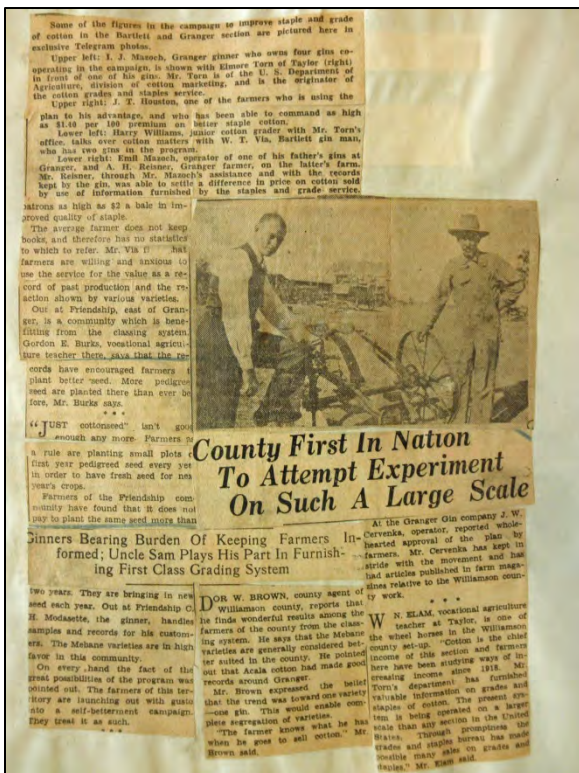 Some of the figures in the campaign to improve staple and grade
of cotton in the Bartlett and Granger section are pictured here in
exclusive Telegram photos.
Upper left: I. J. Mazoch, Granger ginner who owns four gins co-
operating in the campaign, is shown with Elmore Torn of Taylor (right)
in front of one of his gins. Mr. Torn is of the U. S. Department of
Agriculture, division of cotton marketing, and is the originator of
the cotton grades and staples service.
Upper right: J. T. Houston, one of the farmers who is using the
plan to his advantage, and who has been able to command as high
as $1.40 per 100 premium on better staple cotton.
Lower left: Harry Williams, junior cotton grader with Mr. Torn's
office, talks over cotton matters with W. T. Via, Bartlett gin man,
who has two gins in the program.
Lower right: Emil Mazoch, operator of one of his father's gins at
Granger, and A. H. Reisner, Granger farmer, on the latter's farm.
Mr. Reisner, through Mr. Mazoch's assistance and with the records
kept by the gin, was able to settle a difference in price on cotton sold
by use of information furnished by the staples and grade service.
patrons as high as $2 a bale in im-
proved quality of staple.
The average farmer does not keep
books, and therefore has no statistics
to which to refer. Mr. Via hat
farmers are willing and anxious to
use the service for the value as a re-
cord of past production and the re-
action shown by various varieties.
Out at Friendship, east of Gran-
ger, is a community which is bene-
fitting from the classing system.
Gordon E. Burks, vocational agricul-
ture teacher there, says that the re-
cords have encouraged farmers t
plant better seed. More pedigree
seed are planted there than ever be
fore, Mr. Burks says.
* * *
"JUST cottonseed" isn't good
enough any more. Farmers
a rule are planting small plots
first year pedigreed seed every yea
in order to have fresh seed for nex
year's crops.
Farmers of the Friendship com-
munity have found that it does not
pay to plant the same seed more than
County First In Nation
To Attempt Experiment
On Such A Large Scale
Ginners Bearing Burden Of Keeping Farmers In-
formed; Uncle Sam Plays His Part In Furnish-
ing First Class Grading System
two years. They are bringing in new
seed each year. Out at Friendship C.
H. Modasette, the ginner, handles
samples and records for his custom-
ers. The Mebane varieties are in high
favor in this community.
On every hand the fact of the
great possibilities of the program was
pointed out. The farmers of this ter-
ritory are launching out with gusto
into a self-betterment campaign.
They treat it as such.
* * *
DOR W. BROWN, county agent of
Williamson county, reports that
he finds wonderful results among the
farmers of the county from the class-
ing system. He says that the Mebane
varieties are generally considered bet-
ter suited in the county. He pointed
out that Acala cotton had made good
records around Granger.
Mr. Brown expressed the belief
that the trend was toward one variety
—one gin. This would enable com-
plete segregation of varieties.
"The farmer knows what he has
when he goes to sell cotton." Mr.
Brown said.
At the Granger Gin company J. W.
Cervenka, operator, reported whole-
hearted approval of the plan by
farmers. Mr. Cervenka has kept in
stride with the movement and has
had articles published in farm maga-
zines relative to the Williamson coun-
ty work.
* * *
W N. ELAM, vocational agriculture
teacher at Taylor, is one of
the wheel horses in the Williamson
county set-up. "Cotton is the chief
income of this section and farmers
here have been studying ways of in-
creasing income since 1918. Mr.
Torn's department has furnished
valuable information on grades and
staples of cotton. The present sys-
tem is being operated on a larger
scale than any section in the United
States. Through promptness the
grades and staples bureau has made
possible many sales on grades and
staples." Mr. Elam said.